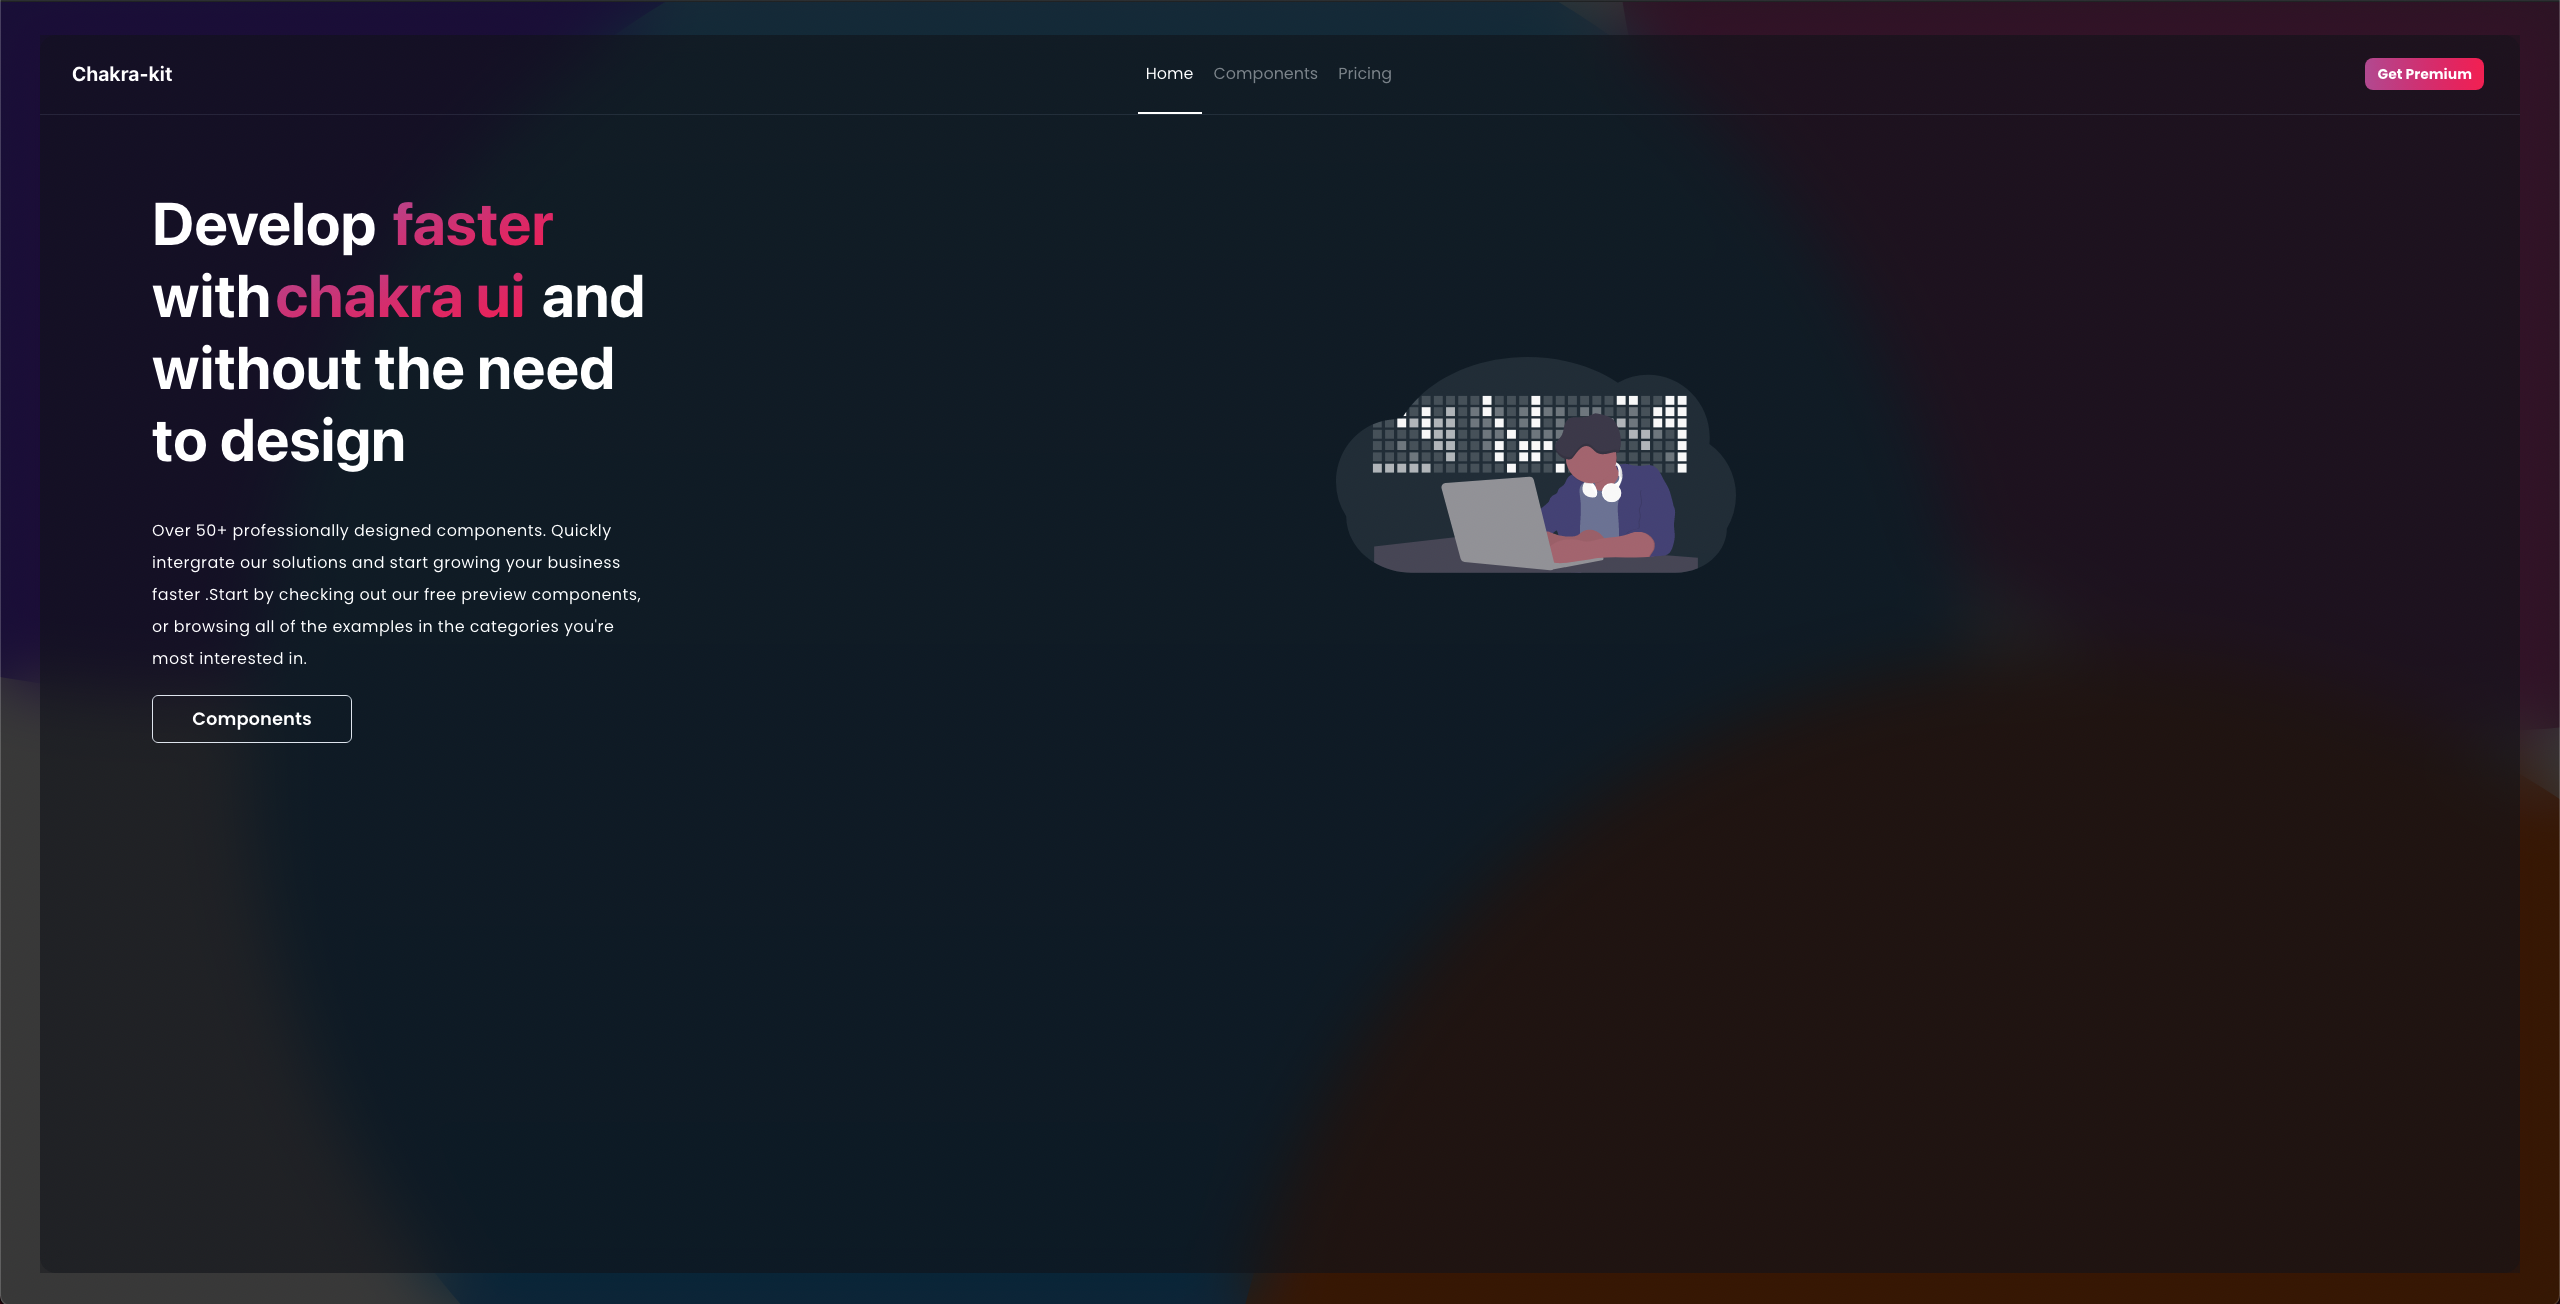 Chakra-kit
Home Components Pricing
Get Premium
Develop faster
with chakra ui and
without the need
to design
Over 50+ professionally designed components. Quickly
intergrate our solutions and start growing your business
faster .Start by checking out our free preview components,
or browsing all of the examples in the categories you're
most interested in.
Components